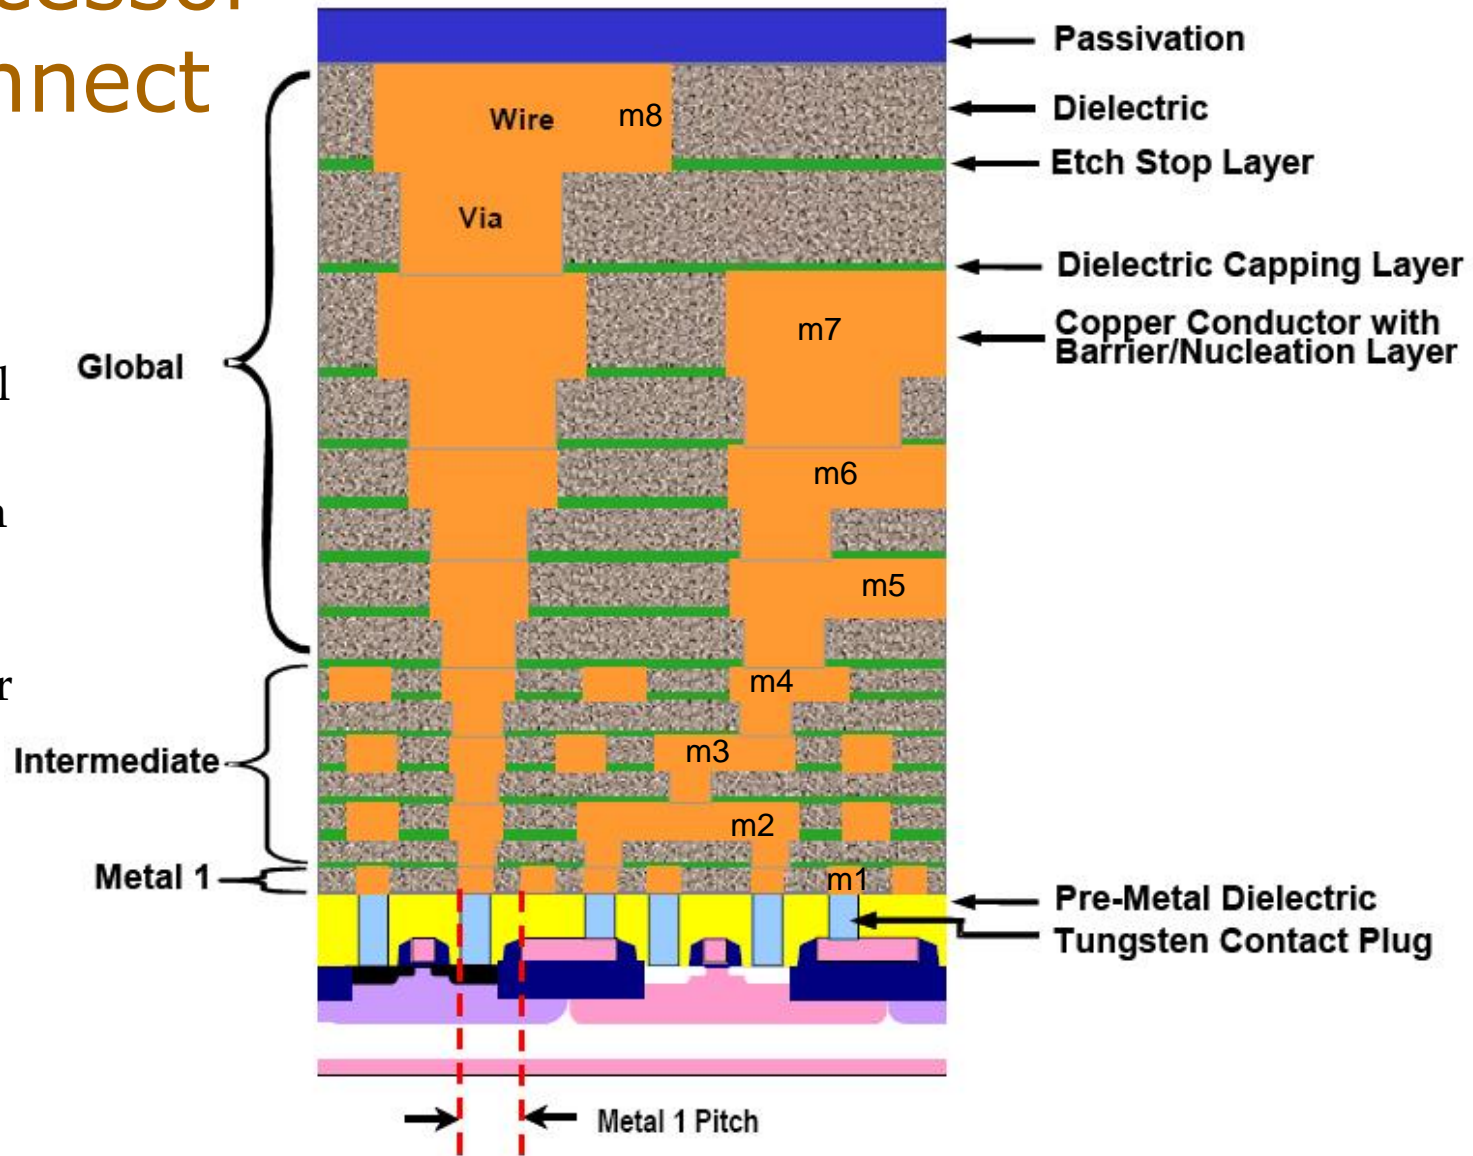 nnect
Passivation
Wire
m8
Dielectric
Etch Stop Layer
Via
Dielectric Capping Layer
m7
Copper Conductor with
Barrier/Nucleation Layer
Global
m6
m5
m4
Intermediate
m3
m2
Metal 1
m1
Pre-Metal Dielectric
Tungsten Contact Plug
Metal 1 Pitch